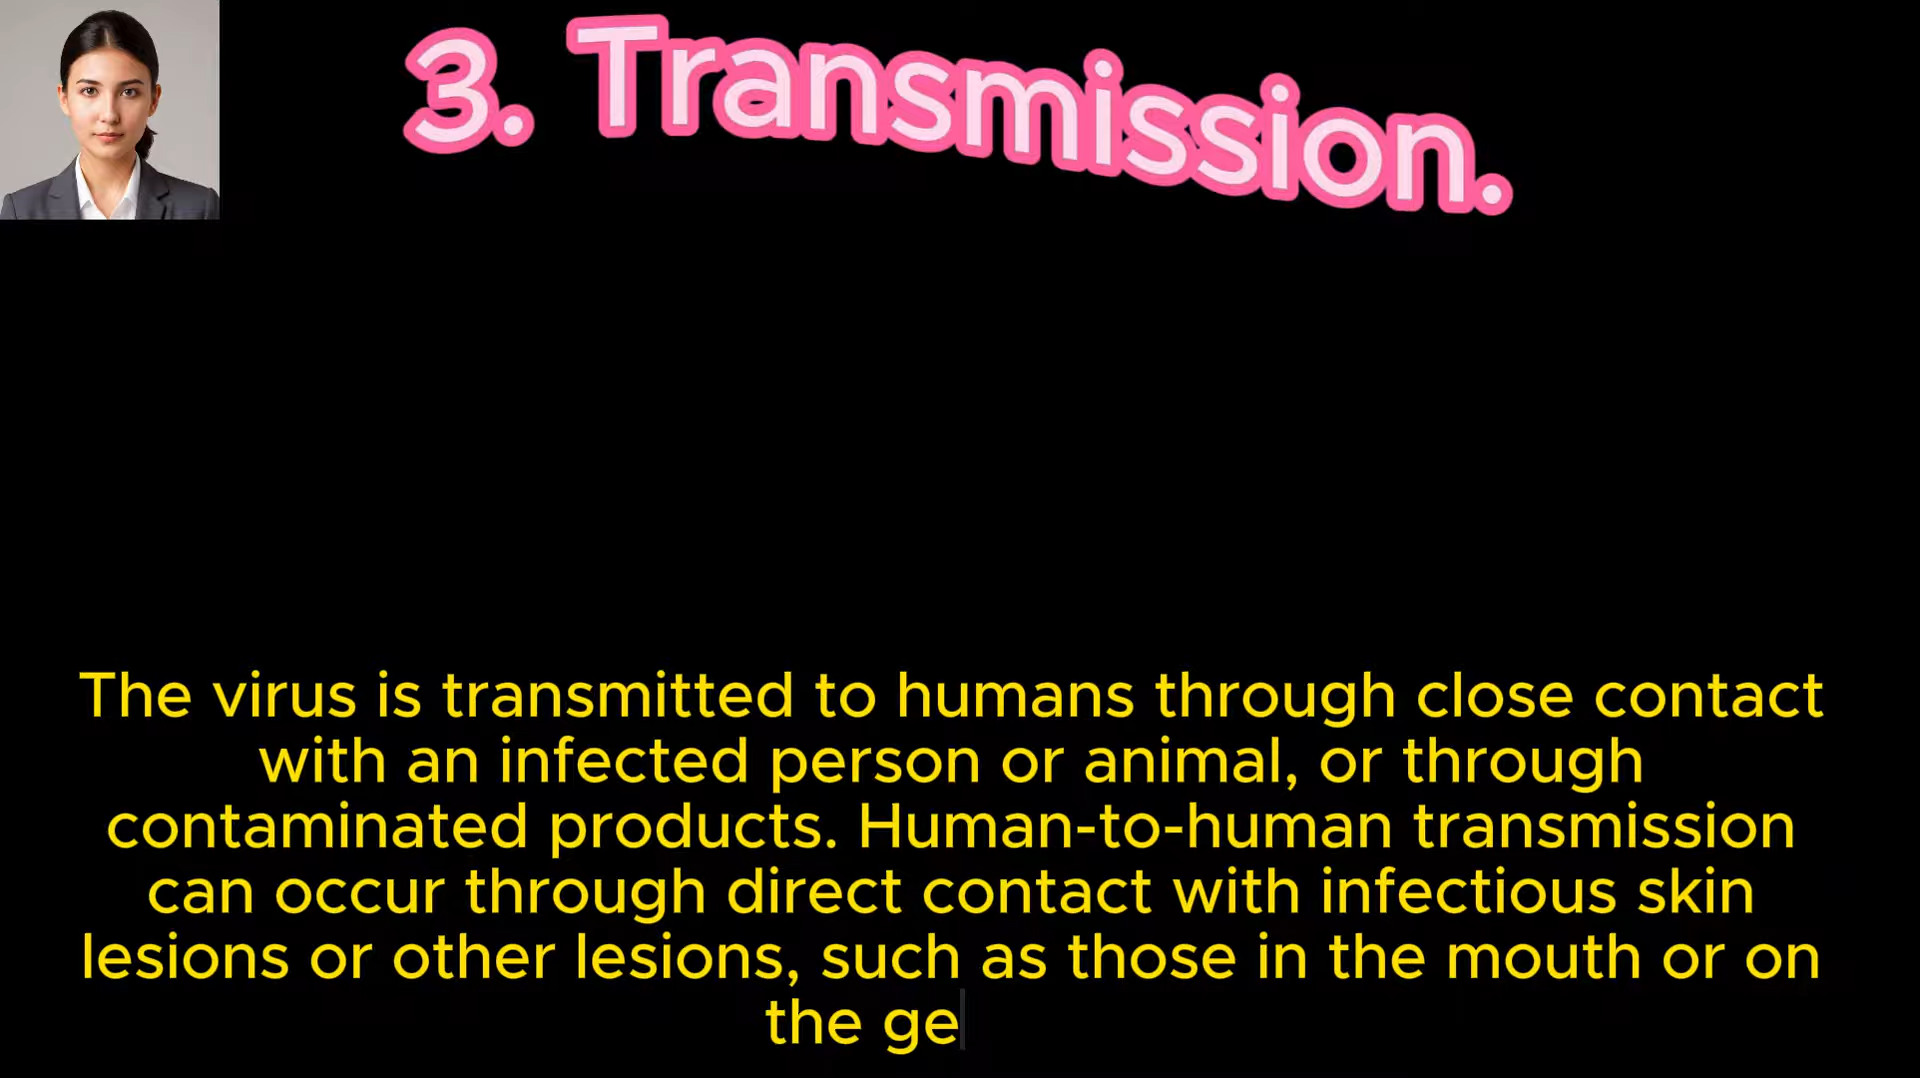 3. Transmission.
The virus is transmitted to humans through close contact
with an infected person or animal, or through
contaminated products. Human-to-human transmission
can occur through direct contact with infectious skin
lesions or other lesions, such as those in the mouth or on
the ge